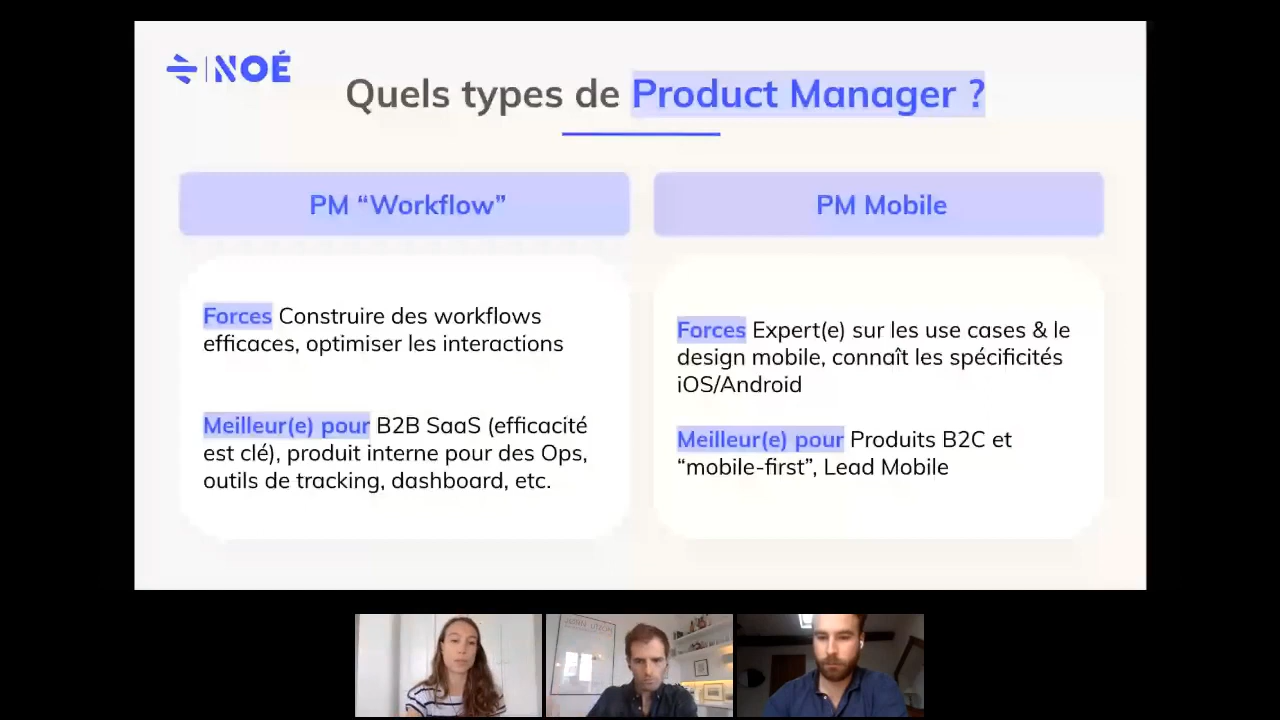 NOÉ
Quels types de Product Manager ?
PM “Workflow”
PM Mobile
Forces Construire des workflows
efficaces, optimiser les interactions
Meilleur(e) pour B2B SaaS (efficacité
est clé), produit interne pour des Ops,
outils de tracking, dashboard, etc.
Forces Expert(e) sur les use cases & le
design mobile, connaît les spécificités
iOS/Android
Meilleur(e) pour Produits B2C et
“mobile-first”, Lead Mobile